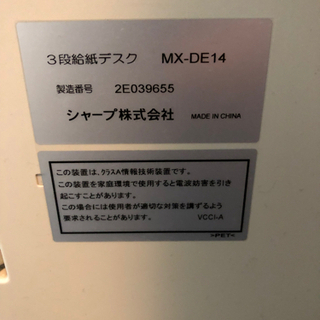 3段給紙デスク MX-DE14
製造番号 2E039655
シャープ株式会社 MADE IN CHINA
この装置は、クラスA情報技術装置です。
この装置を家庭環境で使用すると電波妨害を引き
起こすことがあります。
この場合には使用者が適切な対策を講ずるよう
要求されることがあります。 VCCI-A
>PET<